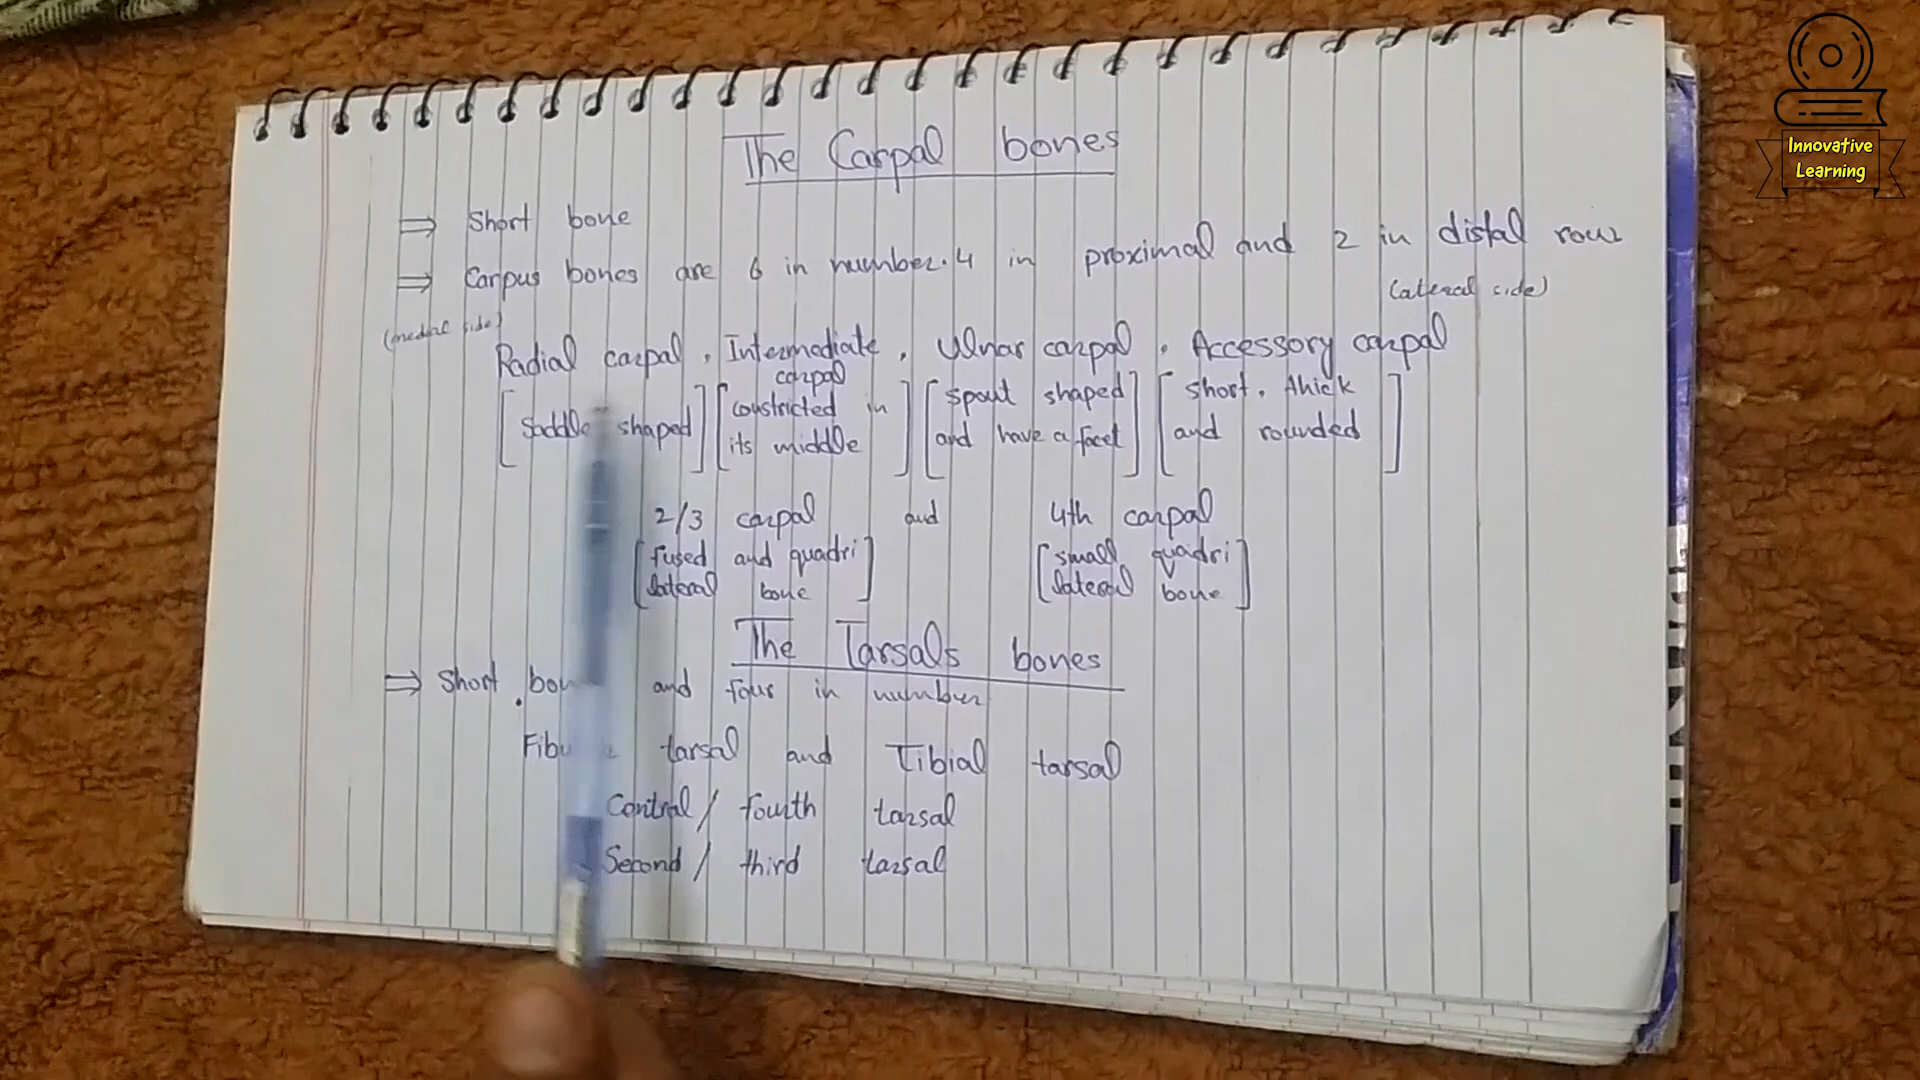 The Carpal bones
⇒ Short bone
⇒ Carpus bones are 6 in number. 4 in proximal and 2 in distal row
(medial side)
(lateral side)
Radial carpal, Intermediate carpal, Ulnar carpal, Accessory carpal
[Saddle shaped] [constricted in its middle] [spout shaped and have a facet] [short, thick and rounded]
2/3 carpal and 4th carpal
[fused and quadri lateral bone] [small quadri lateral bone]
The Tarsals bones
⇒ Short and four in number
tarsal and Tibial tarsal
Central / fourth tarsal
Second / third tarsal
Innovative
Learning